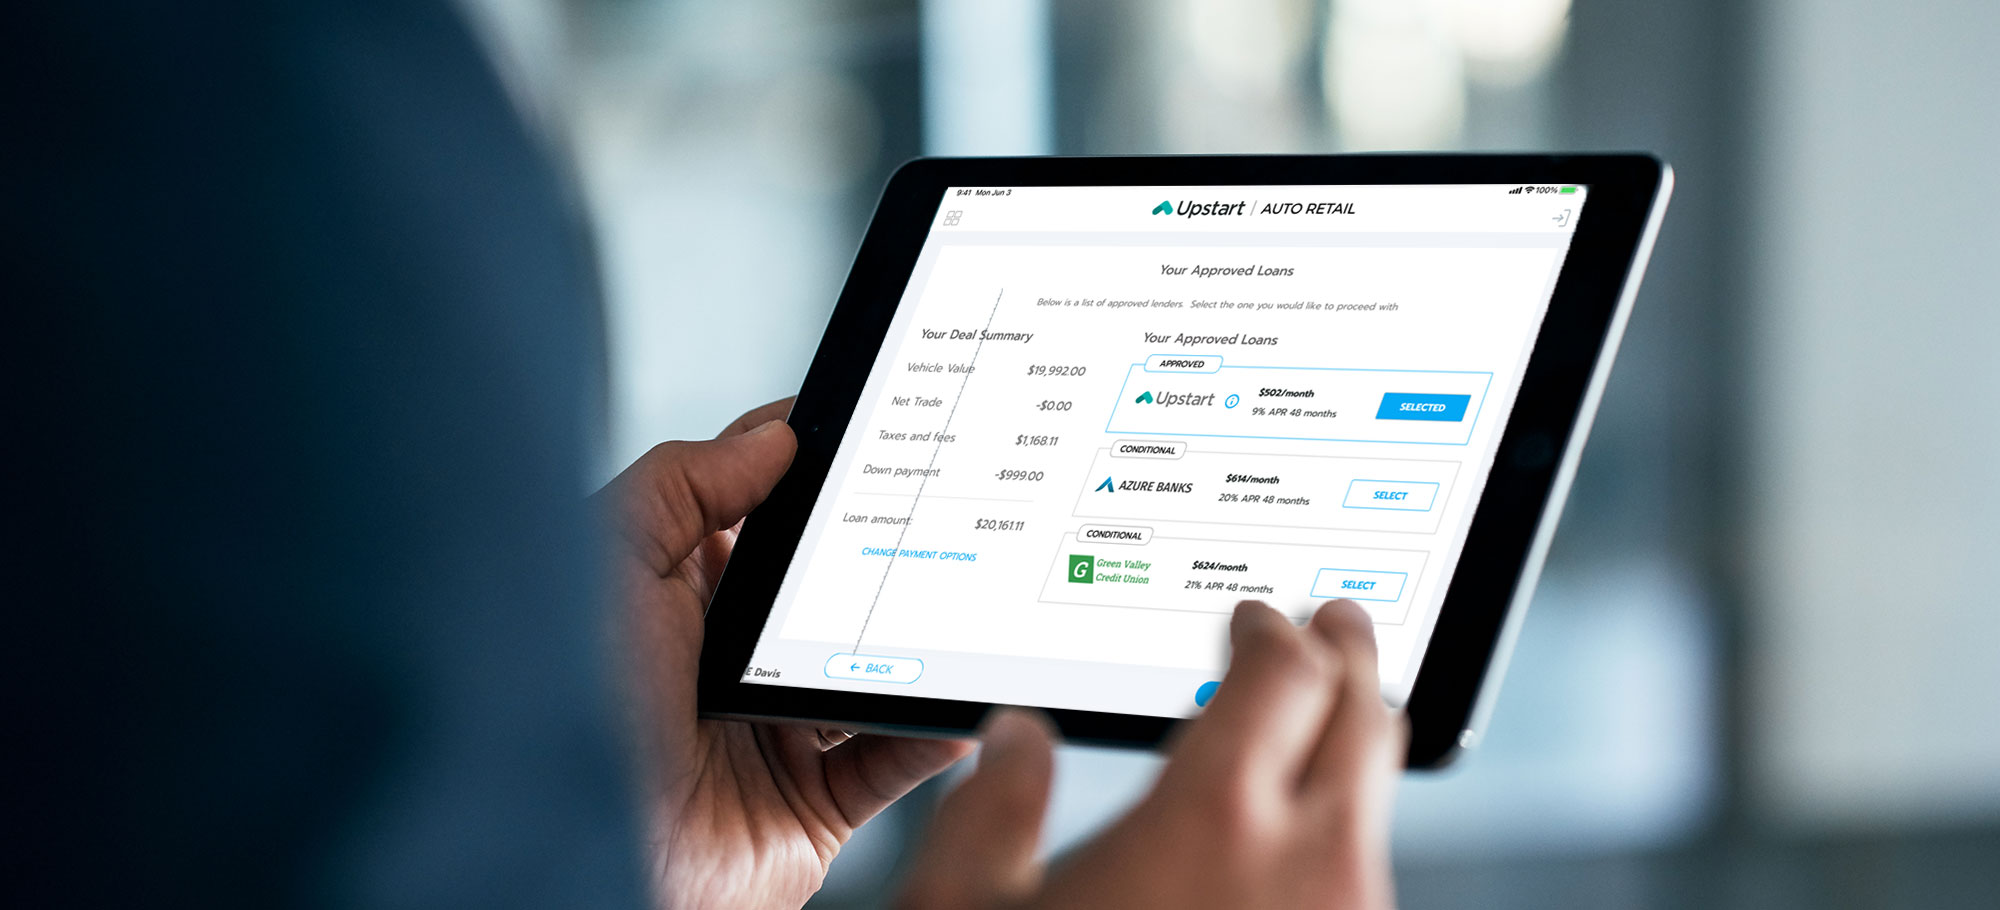 9:41 Mon Jun 3
100%
Upstart | AUTO RETAIL
Your Approved Loans
Below is a list of approved lenders. Select the one you would like to proceed with
Your Deal Summary
Vehicle Value $19,992.00
Net Trade -$0.00
Taxes and fees $1,168.11
Down payment -$999.00
Loan amount: $20,161.11
CHANGE PAYMENT OPTIONS
Your Approved Loans
APPROVED
Upstart
$502/month
9% APR 48 months
SELECTED
CONDITIONAL
AZURE BANKS
$614/month
20% APR 48 months
SELECT
CONDITIONAL
G Green Valley
Credit Union
$624/month
21% APR 48 months
SELECT
E Davis
← BACK